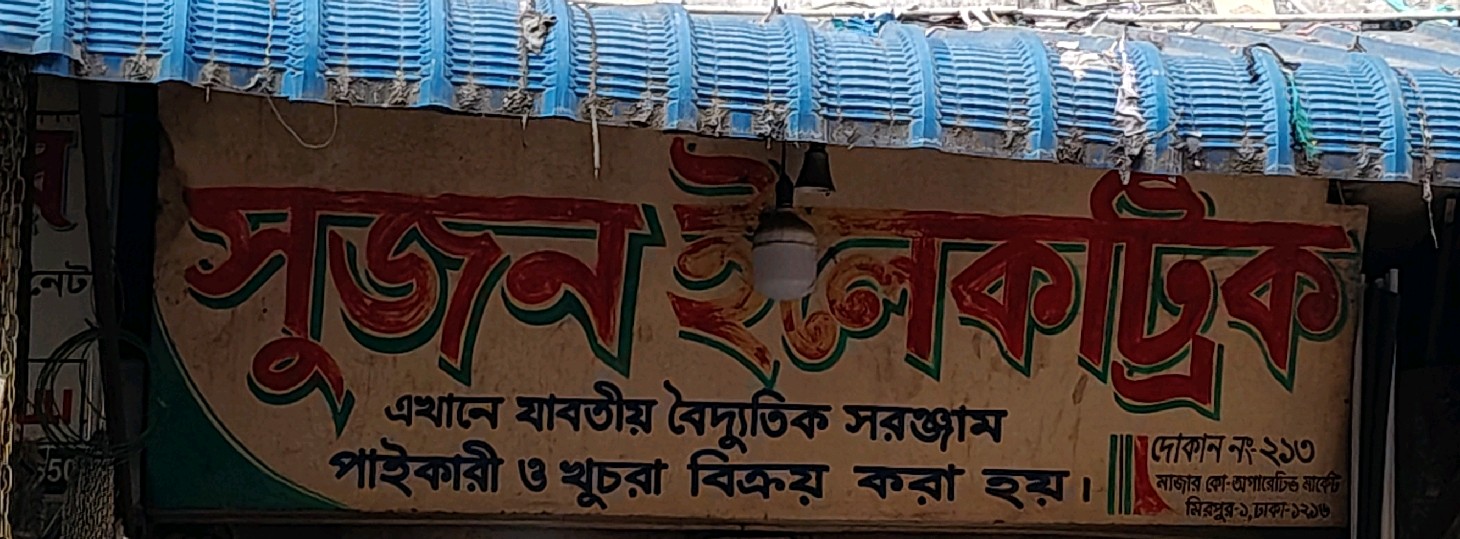 সুজন ইলেকট্রিক
এখানে যাবতীয় বৈদ্যুতিক সরঞ্জাম
পাইকারী ও খুচরা বিক্রয় করা হয়।
দোকান নং-২১৩
মাজার কো-অপারেটিভ মার্কেট
মিরপুর-১, ঢাকা-১২১৬
নেট